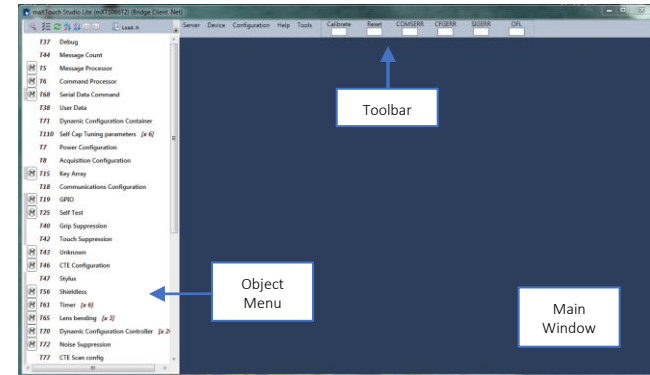 maXTouch Studio Lite (mXT1066T2) (Bridge Client .Net)
Load
Server Device Configuration Help Tools Calibrate Reset COMSERR CFGERR SIGERR OFL
T37 Debug
T44 Message Count
T5 Message Processor
T6 Command Processor
T68 Serial Data Command
T38 User Data
T71 Dynamic Configuration Container
T110 Self Cap Tuning parameters [x 6]
T7 Power Configuration
T8 Acquisition Configuration
T15 Key Array
T18 Communications Configuration
T19 GPIO
T25 Self Test
T40 Grip Suppression
T42 Touch Suppression
T43 Unknown
T46 CTE Configuration
T47 Stylus
T56 Shieldless
T61 Timer [x 6]
T65 Lens bending [x 3]
T70 Dynamic Configuration Controller [x 2
T72 Noise Suppression
T77 CTE Scan config
Toolbar
Object
Menu
Main
Window